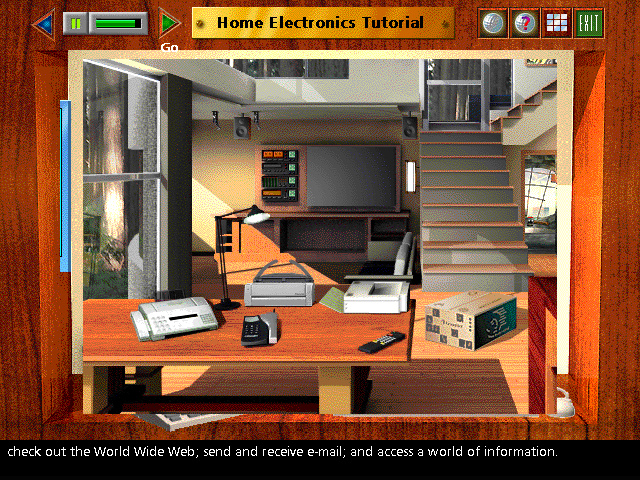 Home Electronics Tutorial
EXIT
Go
check out the World Wide Web; send and receive e-mail; and access a world of information.